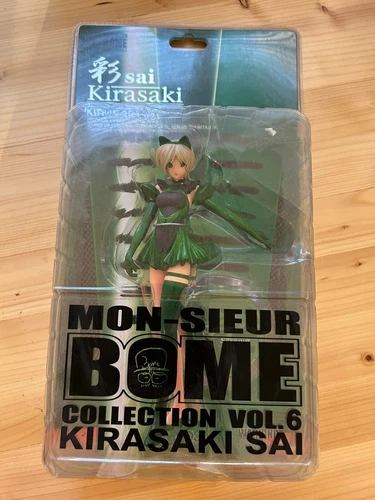 彩 sai
Kirasaki
MON-SIEUR
BOME
COLLECTION VOL.6
KIRASAKI SAI